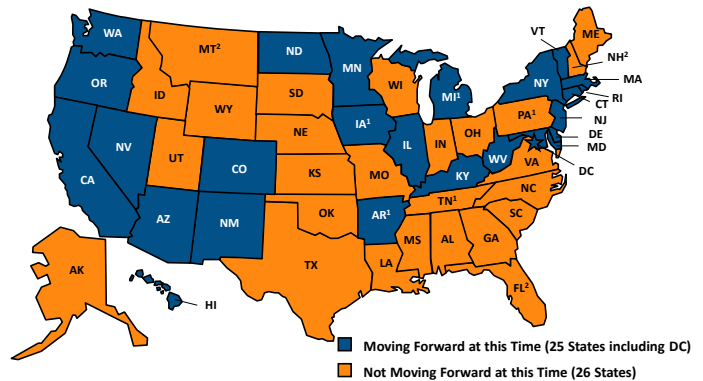 WA
VT
ME
MT²
ND
NH²
MN
OR
NY
MA
WI
ID
SD
MI¹
RI
WY
CT
PA¹
NJ
IA¹
NE
OH
DE
NV
IL
IN
MD
UT
WV
VA
CO
DC
KS
MO
KY
CA
NC
TN¹
OK
SC
AZ
NM
AR¹
MS
AL
GA
TX
LA
AK
FL²
HI
Moving Forward at this Time (25 States including DC)
Not Moving Forward at this Time (26 States)